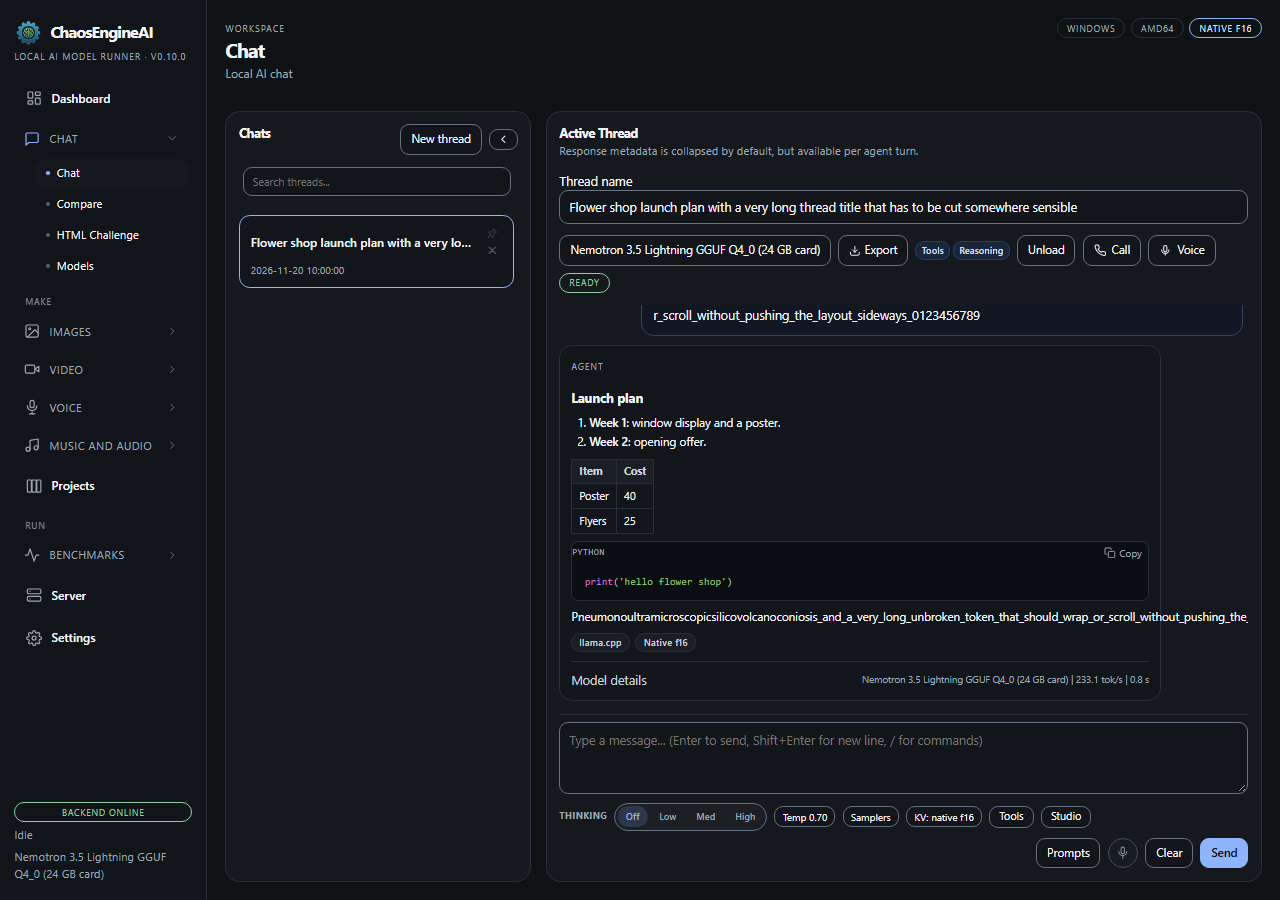 ChaosEngineAI
LOCAL AI MODEL RUNNER · V0.10.0
Dashboard
CHAT
Chat
Compare
HTML Challenge
Models
MAKE
IMAGES
VIDEO
VOICE
MUSIC AND AUDIO
Projects
RUN
BENCHMARKS
Server
Settings
BACKEND ONLINE
Idle
Nemotron 3.5 Lightning GGUF
Q4_0 (24 GB card)
WORKSPACE
Chat
Local AI chat
WINDOWS
AMD64
NATIVE F16
Chats
New thread
Search threads...
Flower shop launch plan with a very lo...
2026-11-20 10:00:00
Active Thread
Response metadata is collapsed by default, but available per agent turn.
Thread name
Flower shop launch plan with a very long thread title that has to be cut somewhere sensible
Nemotron 3.5 Lightning GGUF Q4_0 (24 GB card) Export Tools Reasoning Unload Call Voice
READY
r_scroll_without_pushing_the_layout_sideways_0123456789
AGENT
Launch plan
1. Week 1: window display and a poster.
2. Week 2: opening offer.
Item Cost
Poster 40
Flyers 25
PYTHON Copy
print('hello flower shop')
Pneumonoultramicroscopicsilicovolcanoconiosis_and_a_very_long_unbroken_token_that_should_wrap_or_scroll_without_pushing_the_
llama.cpp Native f16
Model details Nemotron 3.5 Lightning GGUF Q4_0 (24 GB card) | 233.1 tok/s | 0.8 s
Type a message... (Enter to send, Shift+Enter for new line, / for commands)
THINKING Off Low Med High Temp 0.70 Samplers KV: native f16 Tools Studio
Prompts Clear Send